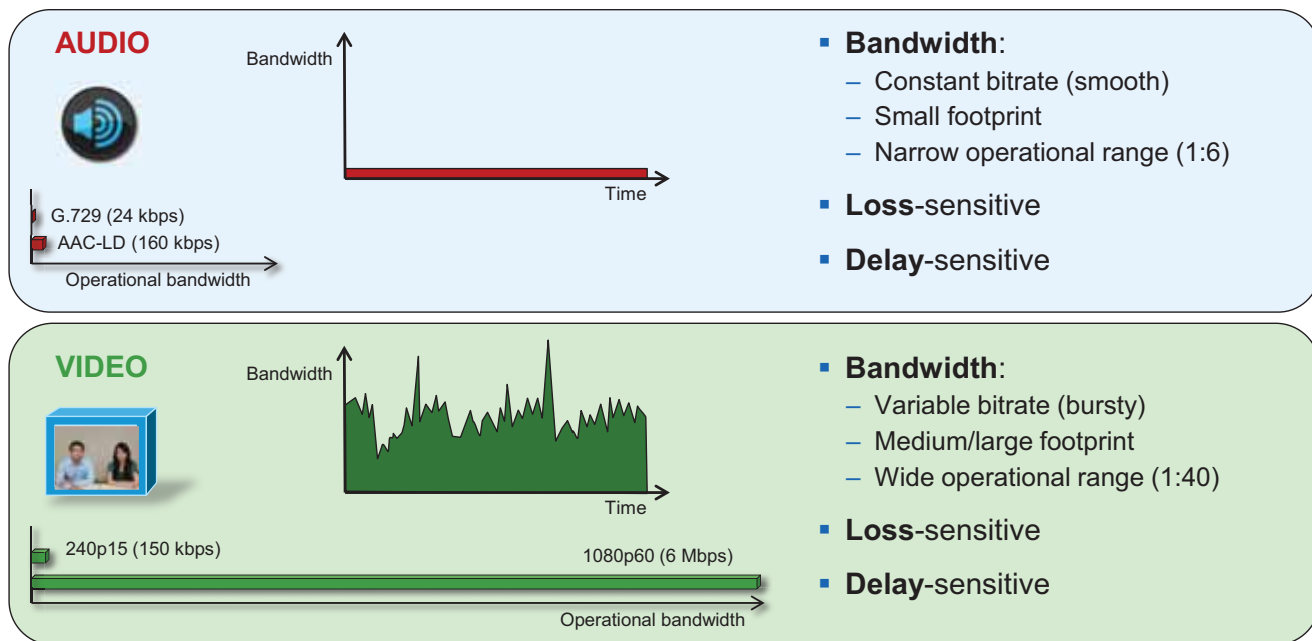 AUDIO
Bandwidth
Time
G.729 (24 kbps)
AAC-LD (160 kbps)
Operational bandwidth
▪ Bandwidth:
– Constant bitrate (smooth)
– Small footprint
– Narrow operational range (1:6)
▪ Loss-sensitive
▪ Delay-sensitive
VIDEO
Bandwidth
Time
240p15 (150 kbps)
1080p60 (6 Mbps)
Operational bandwidth
▪ Bandwidth:
– Variable bitrate (bursty)
– Medium/large footprint
– Wide operational range (1:40)
▪ Loss-sensitive
▪ Delay-sensitive